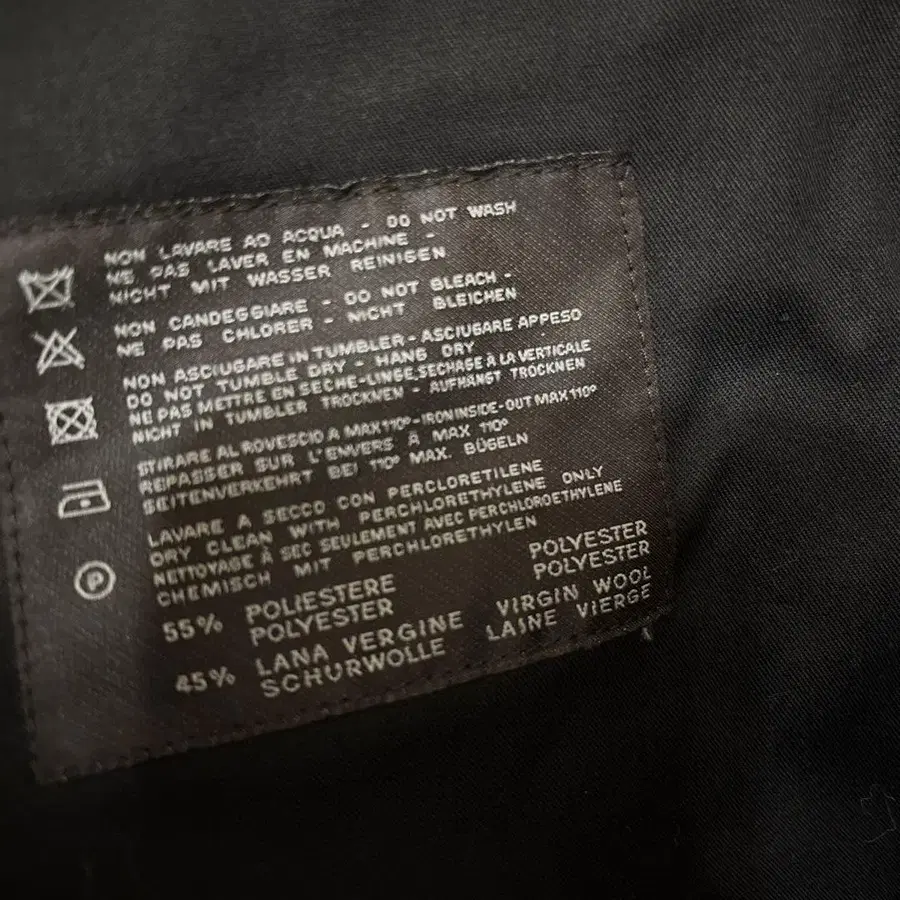 NON LAVARE AD ACQUA - DO NOT WASH
NE PAS LAVER EN MACHINE -
NICHT MIT WASSER REINIGEN
NON CANDEGGIARE - DO NOT BLEACH -
NE PAS CHLORER - NICHT BLEICHEN
NON ASCIUGARE IN TUMBLER - ASCIUGARE APPESO
DO NOT TUMBLE DRY - HANG DRY
NE PAS METTRE EN SECHE-LINGE, SECHAGE À LA VERTICALE
NICHT IN TUMBLER TROCKNEN - AUFHÄNGT TROCKNEN
STIRARE AL ROVESCIO A MAX 110° - IRON INSIDE-OUT MAX 110°
REPASSER SUR L'ENVERS À MAX 110°
SEITENVERKEHRT BEI 110° MAX. BÜGELN
LAVARE A SECCO CON PERCLORETILENE
DRY CLEAN WITH PERCHLORETHYLENE ONLY
NETTOYAGE À SEC SEULEMENT AVEC PERCHLOROETHYLENE
CHEMISCH MIT PERCHLORETHYLEN
P
55% POLIESTERE POLYESTER
POLYESTER POLYESTER
45% LANA VERGINE VIRGIN WOOL
SCHURWOLLE LAINE VIERGE